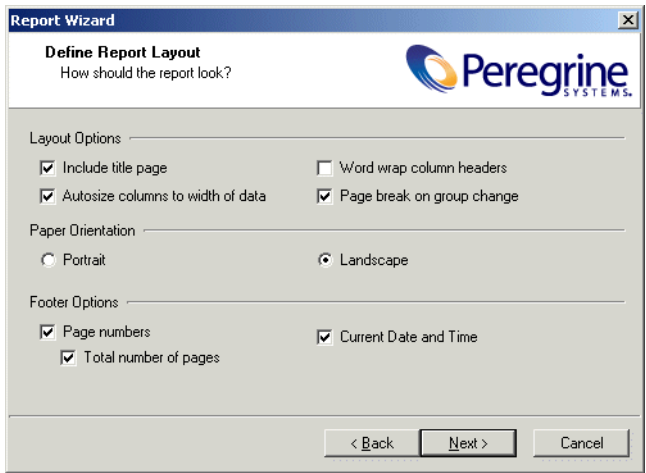 Report Wizard
Define Report Layout
How should the report look?
Peregrine
SYSTEMS.
Layout Options
Include title page
Word wrap column headers
Autosize columns to width of data
Page break on group change
Paper Orientation
Portrait
Landscape
Footer Options
Page numbers
Current Date and Time
Total number of pages
< Back
Next >
Cancel